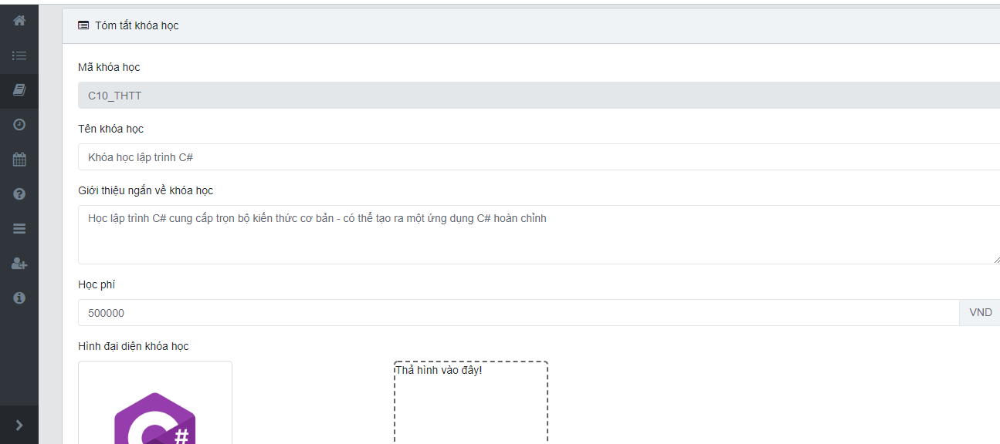 Tóm tắt khóa học
Mã khóa học
C10_THTT
Tên khóa học
Khóa học lập trình C#
Giới thiệu ngắn về khóa học
Học lập trình C# cung cấp trọn bộ kiến thức cơ bản - có thể tạo ra một ứng dụng C# hoàn chỉnh
Học phí
500000
VND
Hình đại diện khóa học
Thả hình vào đây!
C#